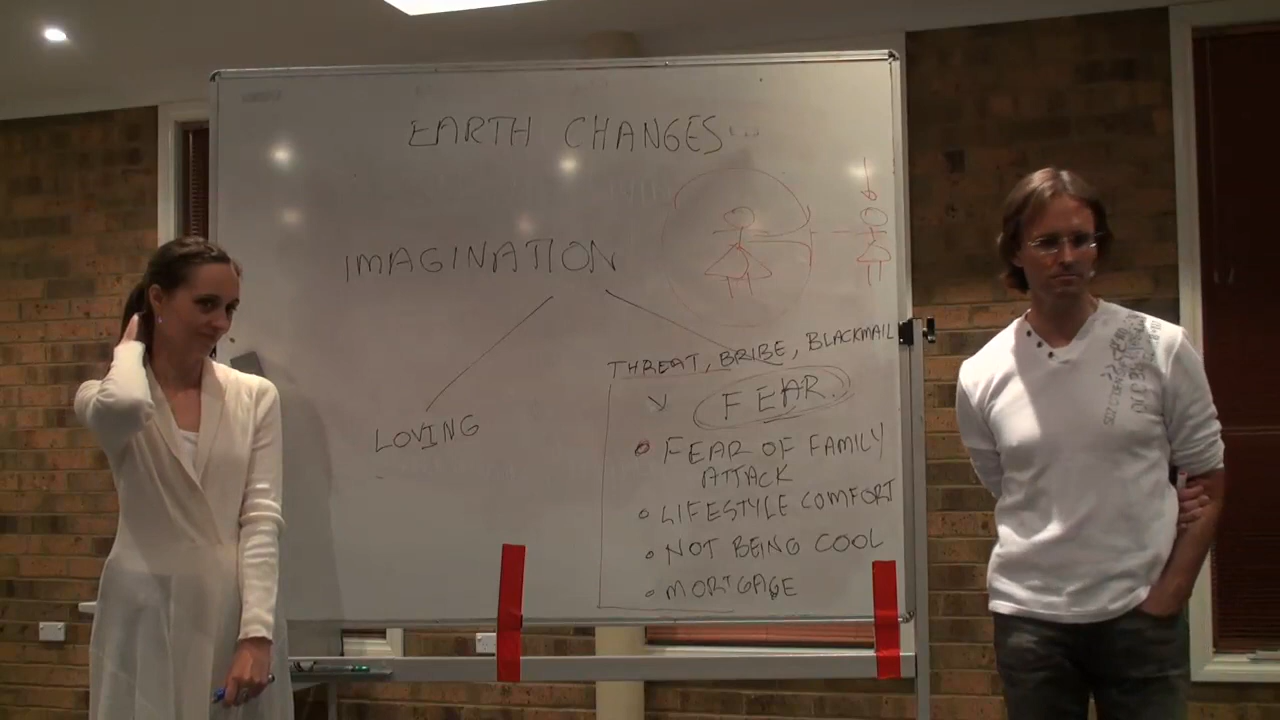 EARTH CHANGES...
IMAGINATION
THREAT, BRIBE, BLACKMAIL
FEAR.
LOVING
FEAR OF FAMILY
ATTACK
LIFESTYLE COMFORT
NOT BEING COOL
MORTGAGE